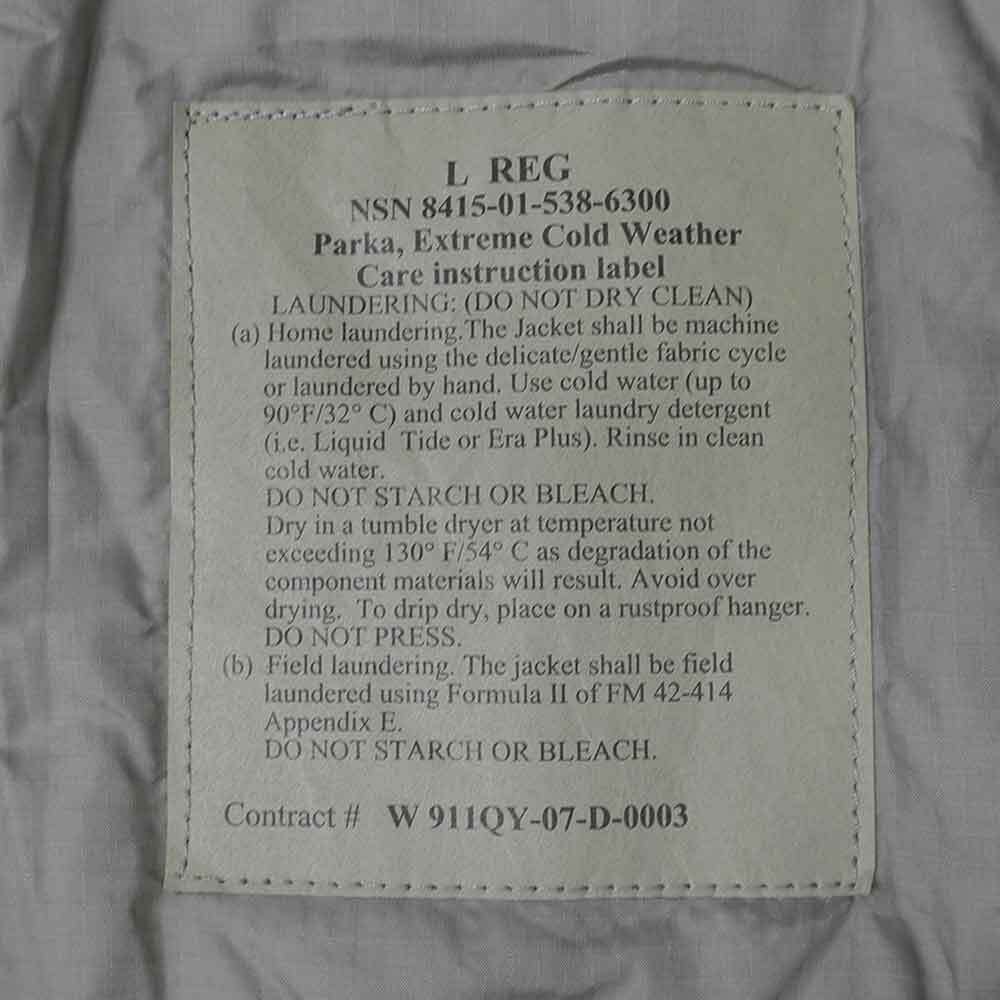 L REG
NSN 8415-01-538-6300
Parka, Extreme Cold Weather
Care instruction label
LAUNDERING: (DO NOT DRY CLEAN)
(a) Home laundering.The Jacket shall be machine
laundered using the delicate/gentle fabric cycle
or laundered by hand. Use cold water (up to
90°F/32° C) and cold water laundry detergent
(i.e. Liquid Tide or Era Plus). Rinse in clean
cold water.
DO NOT STARCH OR BLEACH.
Dry in a tumble dryer at temperature not
exceeding 130° F/54° C as degradation of the
component materials will result. Avoid over
drying. To drip dry, place on a rustproof hanger.
DO NOT PRESS.
(b) Field laundering. The jacket shall be field
laundered using Formula II of FM 42-414
Appendix E.
DO NOT STARCH OR BLEACH.
Contract # W 911QY-07-D-0003